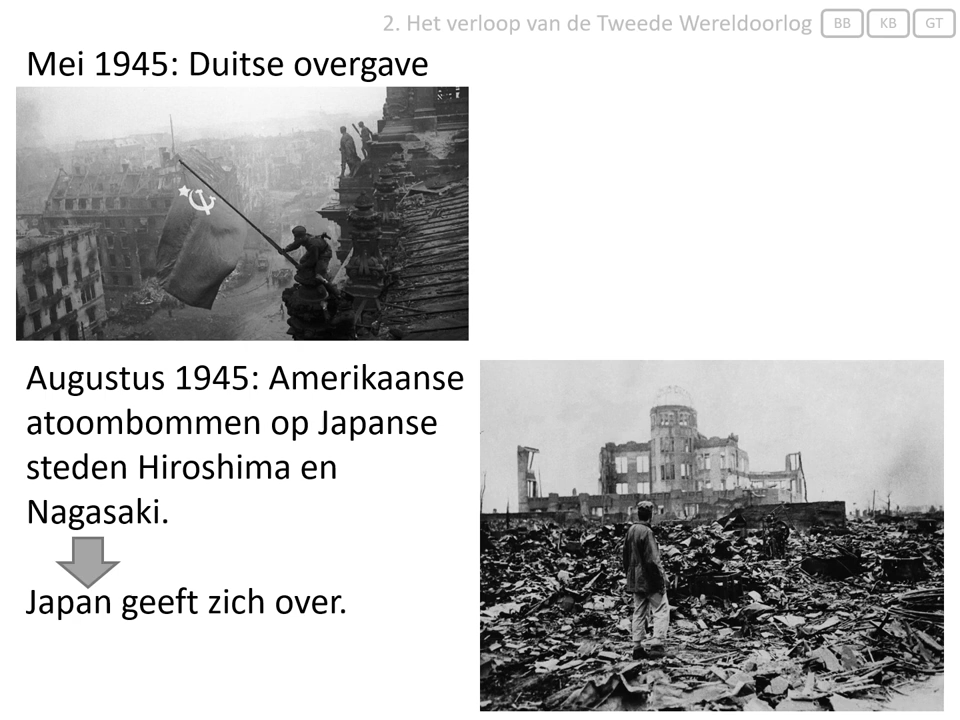 2. Het verloop van de Tweede Wereldoorlog BB KB GT
Mei 1945: Duitse overgave
Augustus 1945: Amerikaanse
atoombommen op Japanse
steden Hiroshima en
Nagasaki.
Japan geeft zich over.